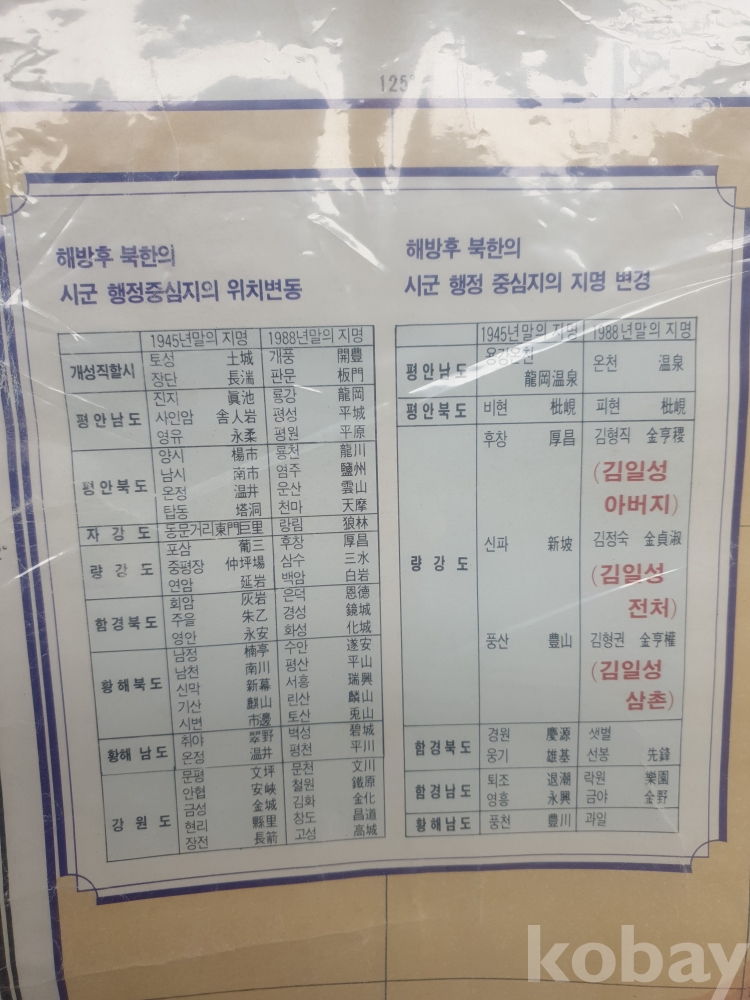 125°
해방후 북한의
시군 행정중심지의 위치변동
1945년말의 지명 1988년말의 지명
개성직할시 토성 土城 개풍 開豊
장단 長湍 판문 板門
평안남도 진지 眞池 룡강 龍岡
사인암 舍人岩 평성 平城
영유 永柔 평원 平原
평안북도 양시 楊市 룡천 龍川
남시 南市 염주 鹽州
온정 温井 운산 雲山
탑동 塔洞 천마 天摩
자강도 동문거리 東門巨里 랑림 狼林
량강도 포삼 葡三 후창 厚昌
중평장 仲坪場 삼수 三水
연암 延岩 백암 白岩
함경북도 회암 灰岩 은덕 恩德
주을 朱乙 경성 鏡城
영안 永安 화성 化城
황해북도 남정 楠亭 수안 遂安
남천 南川 평산 平山
신막 新幕 서흥 瑞興
기산 麒山 린산 麟山
시변 市邊 토산 兎山
황해남도 취야 翠野 벽성 碧城
온정 温井 평천 平川
강원도 문평 文坪 문천 文川
안협 安峽 철원 鐵原
금성 金城 김화 金化
현리 縣里 창도 昌道
장전 長箭 고성 高城
해방후 북한의
시군 행정 중심지의 지명 변경
1945년말의 지명 1988년말의 지명
평안남도 룡강온천 온천 温泉
龍岡温泉
평안북도 비현 枇峴 피현 枇峴
량강도 후창 厚昌 김형직 金亨稷
(김일성
아버지)
신파 新坡 김정숙 金貞淑
(김일성
전처)
풍산 豊山 김형권 金亨權
(김일성
삼촌)
함경북도 경원 慶源 샛별
웅기 雄基 선봉 先鋒
함경남도 퇴조 退潮 락원 樂園
영흥 永興 금야 金野
황해남도 풍천 豊川 과일
kobay